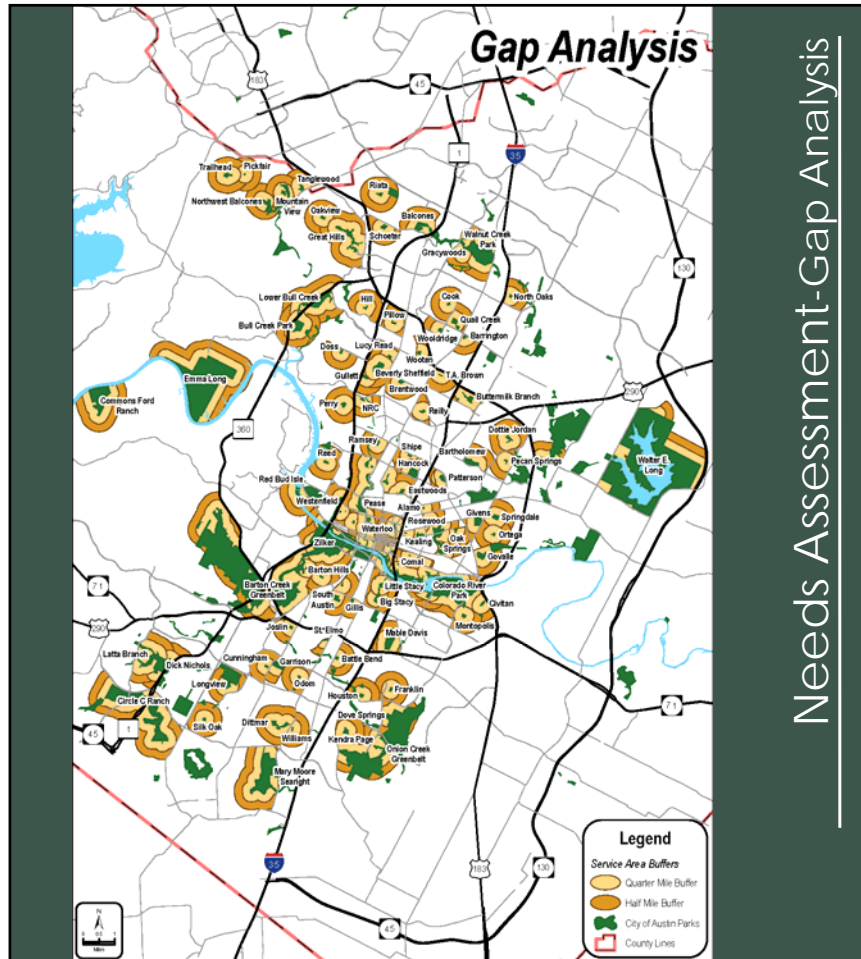 Gap Analysis
Needs Assessment-Gap Analysis
183
45
1
35
Trailhead
Pickfair
Tanglewood
Northwest Balcones
Mountain
View
Riata
Oakview
Great Hills
Schoeter
Balcones
Walnut Creek
Park
Gracywoods
130
Lower Bull Creek
Bull Creek Park
Hill
Pillow
Cook
North Oaks
Quail Creek
Wooldridge
Barrington
Doss
Lucy Read
Wooten
Gullett
Beverly Sheffield
T.A. Brown
Brentwood
Buttermilk Branch
290
Emma Long
Commons Ford
Ranch
Perry
NRC
Reilly
360
Dottie Jordan
Ramsey
Shipe
Hancock
Bartholomew
Pecan Springs
Walter E.
Long
Reed
Red Bud Isle
Patterson
Eastwoods
Westenfield
Pease
Alamo
Givens
Springdale
Waterloo
Rosewood
Zilker
Kealing
Oak
Springs
Ortega
Govalle
Comal
Barton Hills
71
Barton Creek
Greenbelt
South
Austin
Little Stacy
Colorado River
Park
Big Stacy
Gillis
Civitan
Montopolis
290
Joslin
St. Elmo
Mable Davis
Latta Branch
Dick Nichols
Cunningham
Garrison
Battle Bend
Longview
Odom
Houston
Franklin
Circle C Ranch
71
Silk Oak
Dittmar
Dove Springs
45
1
Williams
Kendra Page
Onion Creek
Greenbelt
Mary Moore
Searight
35
183
130
45
N
0 0.5 1
Miles
Legend
Service Area Buffers
Quarter Mile Buffer
Half Mile Buffer
City of Austin Parks
County Lines